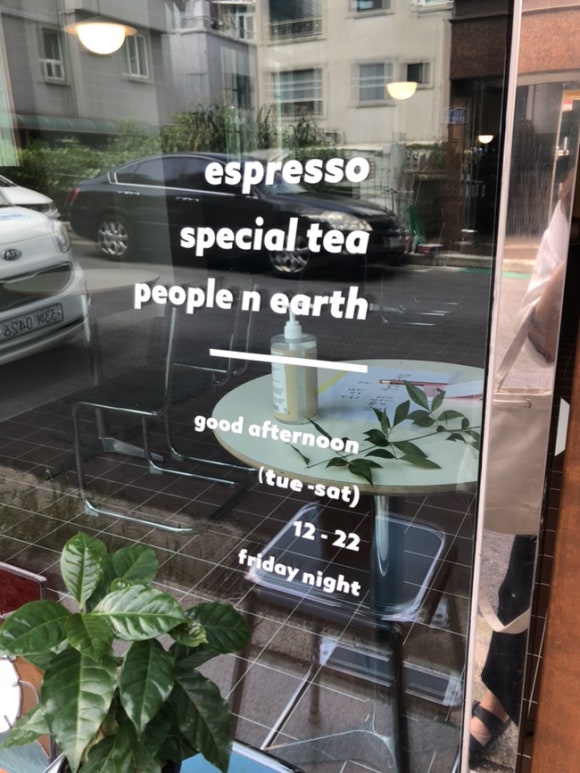 espresso
special tea
people n earth
good afternoon
(tue -sat)
12 - 22
friday night